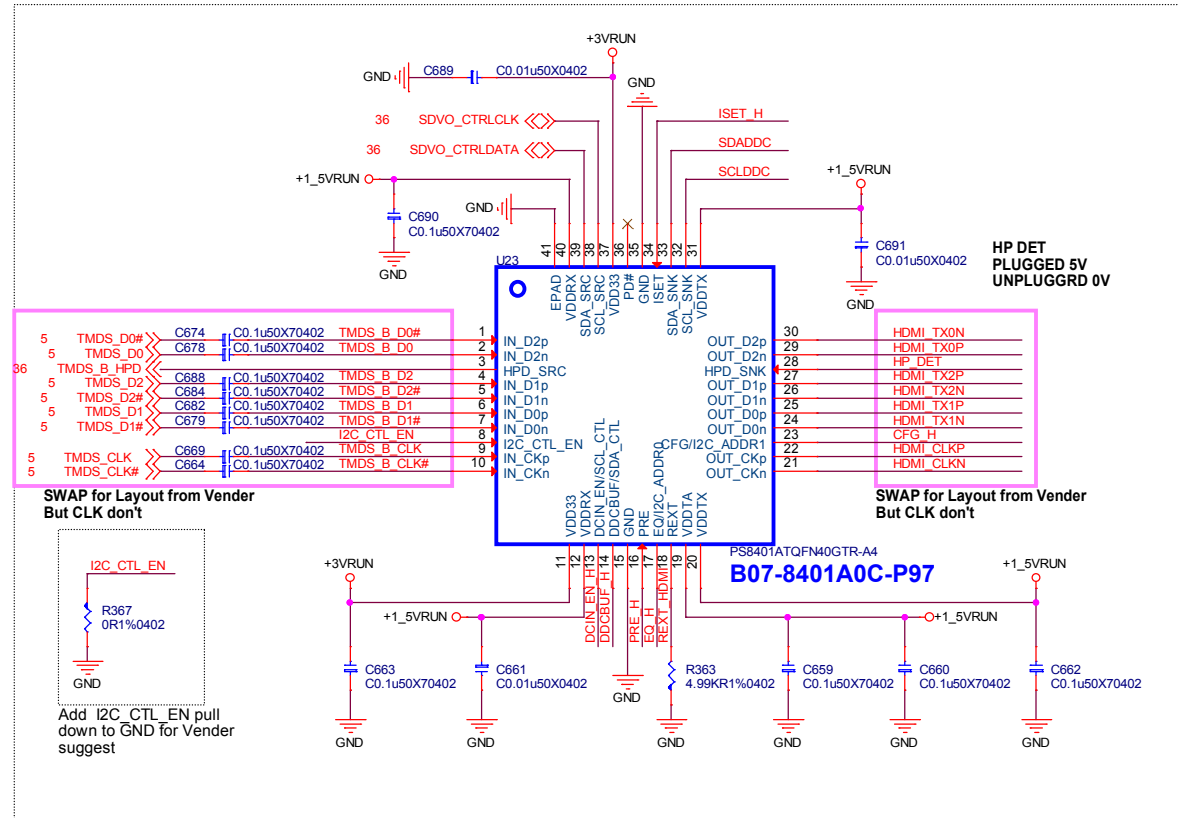 +3VRUN
GND
C689
C0.01u50X0402
GND
36 SDVO_CTRLCLK
ISET_H
36 SDVO_CTRLDATA
SDADDC
+1_5VRUN
SCLDDC
+1_5VRUN
GND
C690
C0.1u50X70402
GND
C691
C0.01u50X0402
GND
HP DET
PLUGGED 5V
UNPLUGGRD 0V
41 40 39 38 37 36 35 34 33 32 31
U23
EPAD
VDDRX
SDA_SRC
SCL_SRC
VDD33
PD#
GND
ISET
SDA_SNK
SCL_SNK
VDDTX
5 TMDS_D0# C674 C0.1u50X70402 TMDS_B_D0# 1 IN_D2p
5 TMDS_D0 C678 C0.1u50X70402 TMDS_B_D0 2 IN_D2n
36 TMDS_B_HPD 3 HPD_SRC
5 TMDS_D2 C688 C0.1u50X70402 TMDS_B_D2 4 IN_D1p
5 TMDS_D2# C684 C0.1u50X70402 TMDS_B_D2# 5 IN_D1n
5 TMDS_D1 C682 C0.1u50X70402 TMDS_B_D1 6 IN_D0p
5 TMDS_D1# C679 C0.1u50X70402 TMDS_B_D1# 7 IN_D0n
I2C_CTL_EN 8 I2C_CTL_EN
5 TMDS_CLK C669 C0.1u50X70402 TMDS_B_CLK 9 IN_CKp
5 TMDS_CLK# C664 C0.1u50X70402 TMDS_B_CLK# 10 IN_CKn
OUT_D2p 30 HDMI_TX0N
OUT_D2n 29 HDMI_TX0P
HPD_SNK 28 HP_DET
OUT_D1p 27 HDMI_TX2P
OUT_D1n 26 HDMI_TX2N
OUT_D0p 25 HDMI_TX1P
OUT_D0n 24 HDMI_TX1N
CFG/I2C_ADDR1 23 CFG_H
OUT_CKp 22 HDMI_CLKP
OUT_CKn 21 HDMI_CLKN
SWAP for Layout from Vender
But CLK don't
SWAP for Layout from Vender
But CLK don't
VDD33
VDDRX
DCIN_EN/SCL_CTL
DDCBUF/SDA_CTL
GND
PRE
EQ/I2C_ADDR0
REXT
VDDTA
VDDTX
11 12 13 14 15 16 17 18 19 20
PS8401ATQFN40GTR-A4
B07-8401A0C-P97
DCIN_EN_H
DDCBUF_H
PRE_H
EQ_H
REXT_HDMI
I2C_CTL_EN
R367
0R1%0402
GND
Add I2C_CTL_EN pull
down to GND for Vender
suggest
+3VRUN
+1_5VRUN
+1_5VRUN
C663
C0.1u50X70402
GND
C661
C0.01u50X0402
GND
GND
R363
4.99KR1%0402
GND
C659
C0.1u50X70402
GND
C660
C0.1u50X70402
GND
C662
C0.1u50X70402
GND